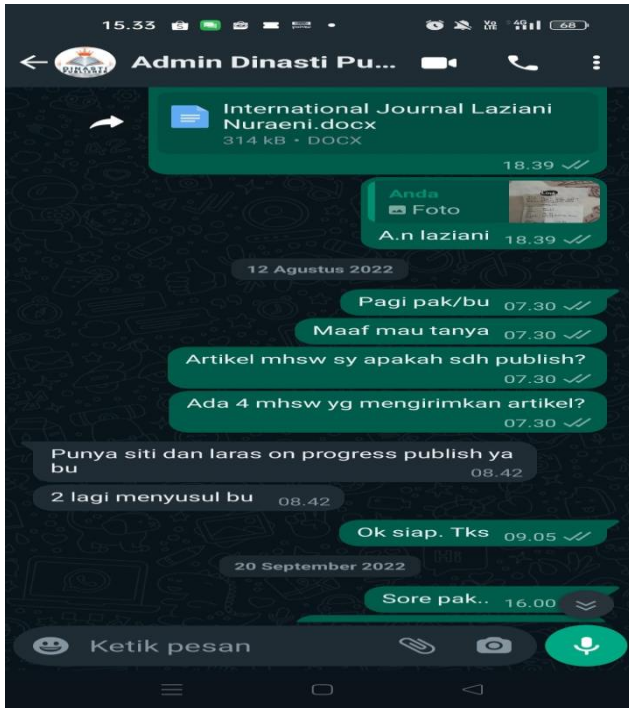 15.33
68
Admin Dinasti Pu...
International Journal Laziani
Nuraeni.docx
314 kB • DOCX
18.39
Anda
Foto
A.n laziani 18.39
12 Agustus 2022
Pagi pak/bu 07.30
Maaf mau tanya 07.30
Artikel mhsw sy apakah sdh publish?
07.30
Ada 4 mhsw yg mengirimkan artikel?
07.30
Punya siti dan laras on progress publish ya
bu
08.42
2 lagi menyusul bu 08.42
Ok siap. Tks 09.05
20 September 2022
Sore pak.. 16.00
Ketik pesan